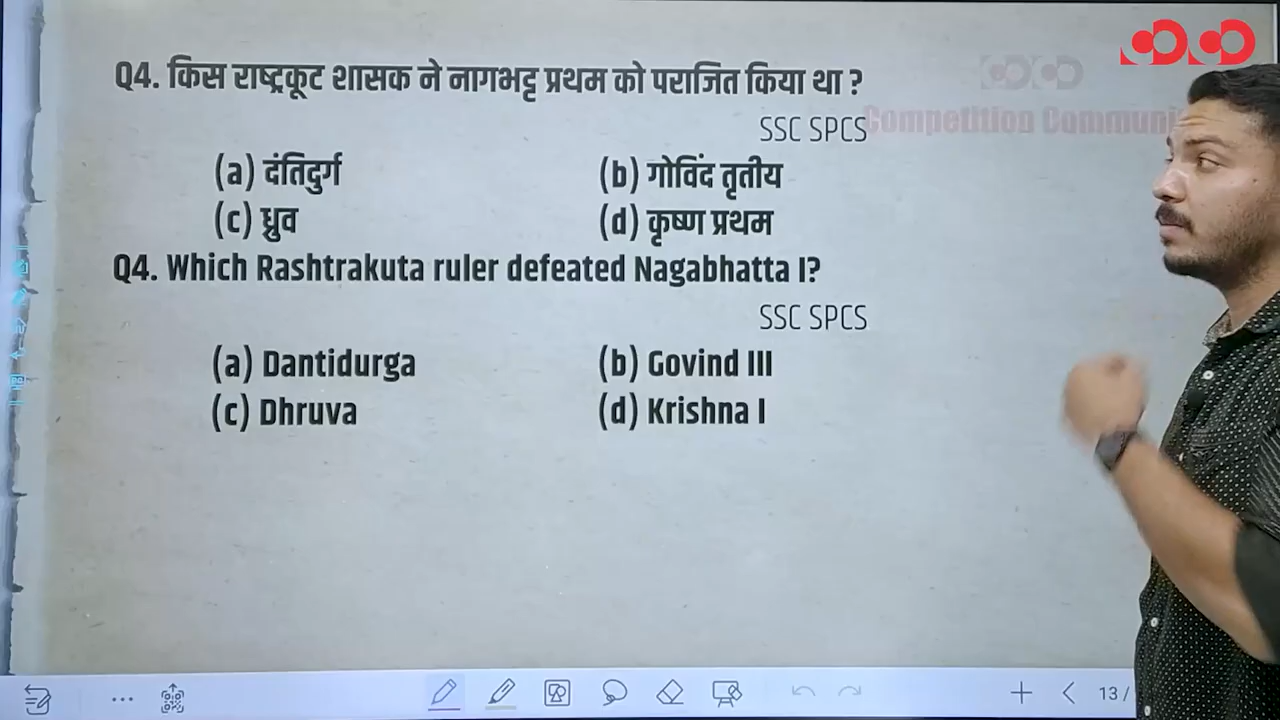 Q4. किस राष्ट्रकूट शासक ने नागभट्ट प्रथम को पराजित किया था ?
SSC SPCS
Competition Communi
(a) दंतिदुर्ग (b) गोविंद तृतीय
(c) ध्रुव (d) कृष्ण प्रथम
Q4. Which Rashtrakuta ruler defeated Nagabhatta I?
SSC SPCS
(a) Dantidurga (b) Govind III
(c) Dhruva (d) Krishna I
13 /